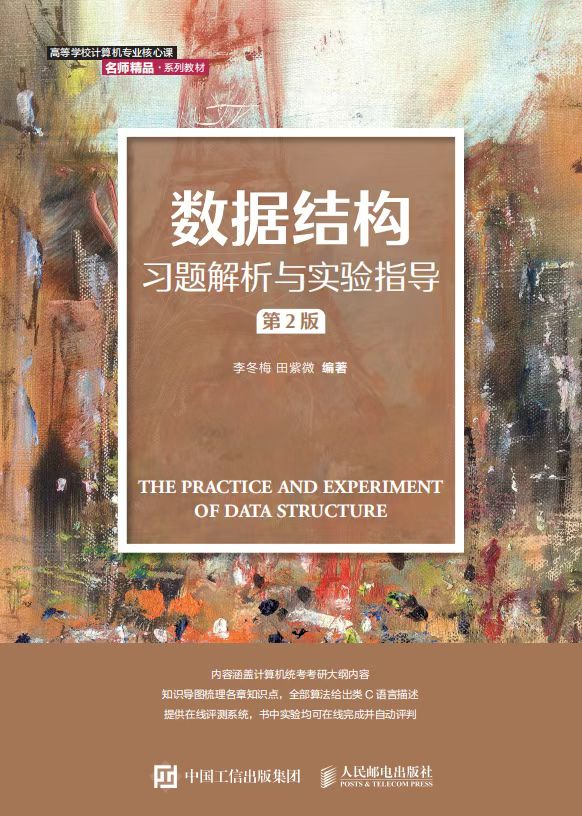 高等学校计算机专业核心课
名师精品·系列教材
数据结构
习题解析与实验指导
第2版
李冬梅 田紫微 编著
THE PRACTICE AND EXPERIMENT
OF DATA STRUCTURE
内容涵盖计算机统考考研大纲内容
知识导图梳理各章知识点，全部算法给出类 C 语言描述
提供在线评测系统，书中实验均可在线完成并自动评判
中国工信出版集团
人民邮电出版社
POSTS & TELECOM PRESS